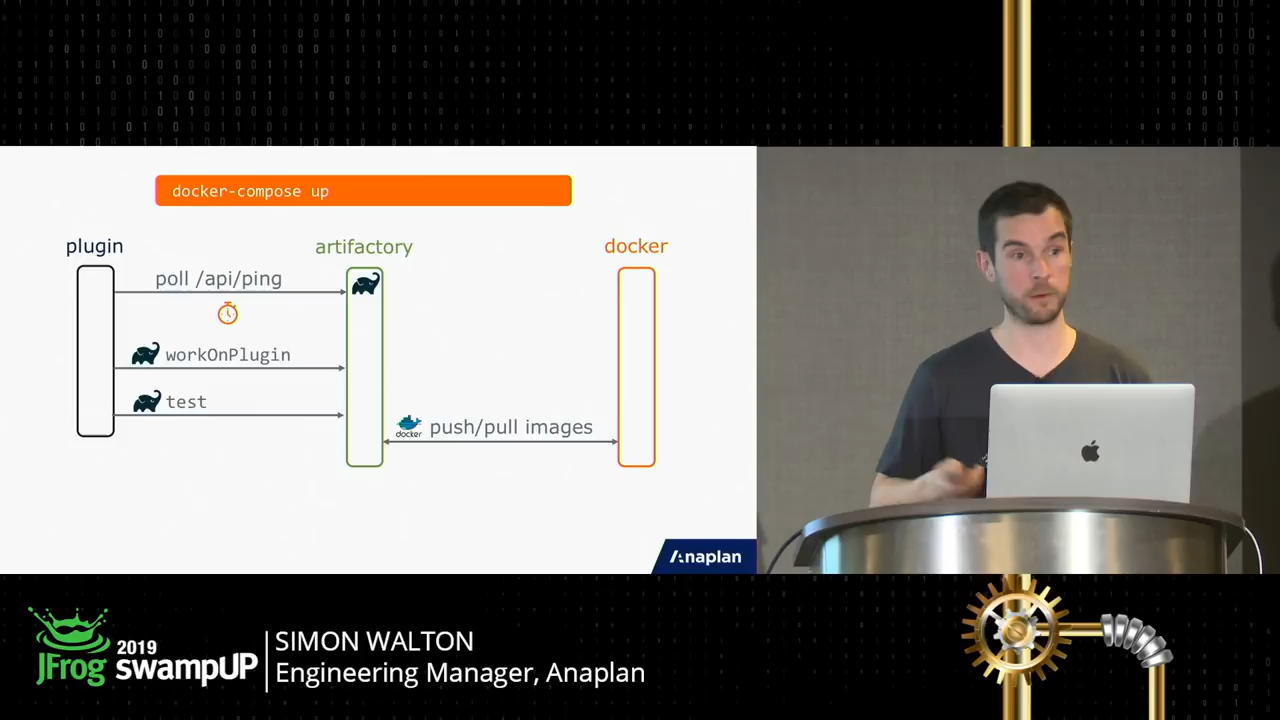 docker-compose up
plugin
artifactory
docker
poll /api/ping
workOnPlugin
test
docker
push/pull images
Anaplan
2019
JFrog swampUP
SIMON WALTON
Engineering Manager, Anaplan